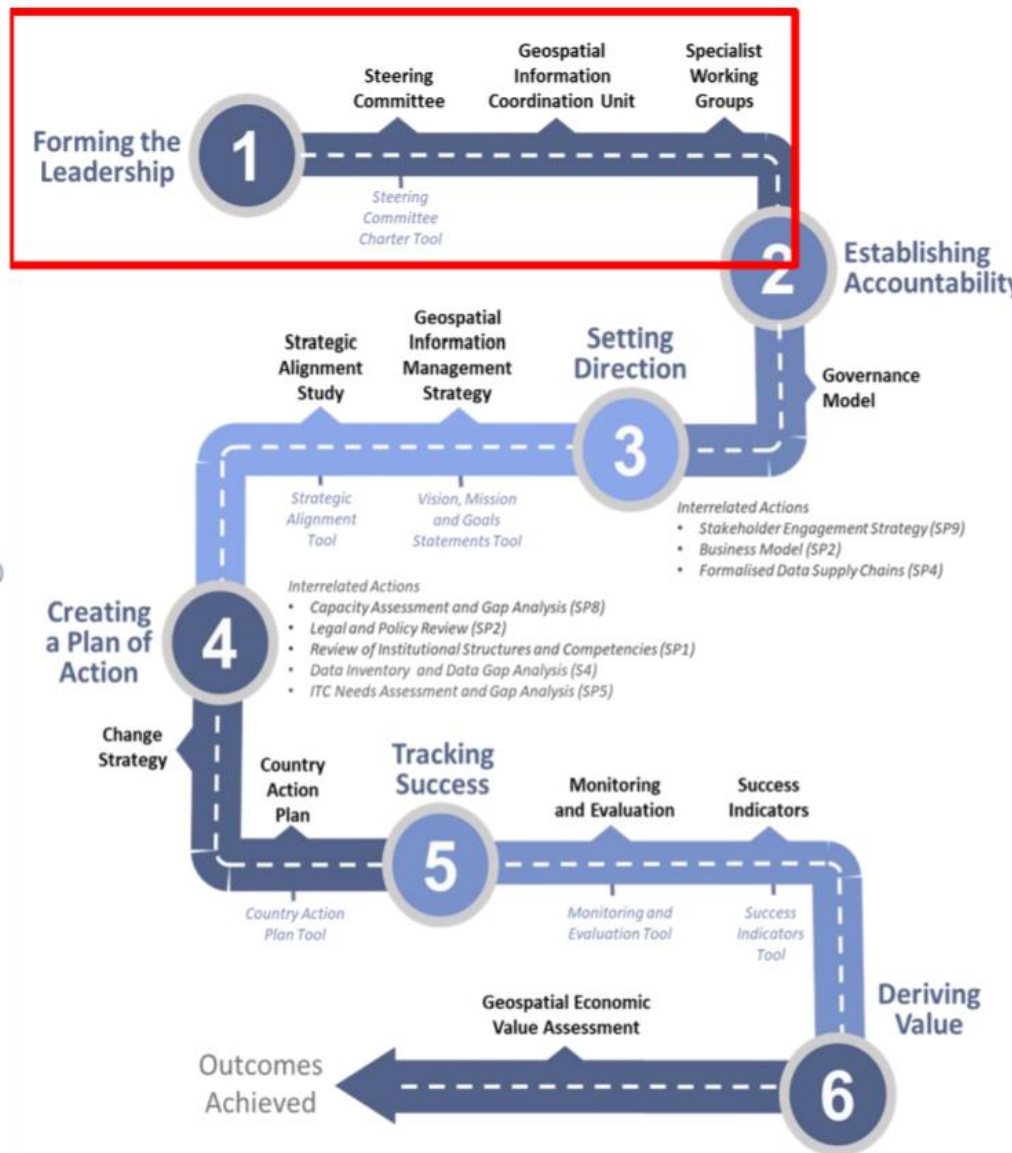 Forming the
Leadership
1
Steering
Committee
Geospatial
Information
Coordination Unit
Specialist
Working
Groups
Steering
Committee
Charter Tool
2
Establishing
Accountability
Governance
Model
Interrelated Actions
• Stakeholder Engagement Strategy (SP9)
• Business Model (SP2)
• Formalised Data Supply Chains (SP4)
Setting
Direction
3
Geospatial
Information
Management
Strategy
Strategic
Alignment
Study
Vision, Mission
and Goals
Statements Tool
Strategic
Alignment
Tool
)
Interrelated Actions
• Capacity Assessment and Gap Analysis (SP8)
• Legal and Policy Review (SP2)
• Review of Institutional Structures and Competencies (SP1)
• Data Inventory and Data Gap Analysis (S4)
• ITC Needs Assessment and Gap Analysis (SP5)
Creating
a Plan of
Action
4
Change
Strategy
Country
Action
Plan
Country Action
Plan Tool
Tracking
Success
5
Monitoring
and Evaluation
Success
Indicators
Monitoring and
Evaluation Tool
Success
Indicators
Tool
Deriving
Value
6
Geospatial Economic
Value Assessment
Outcomes
Achieved